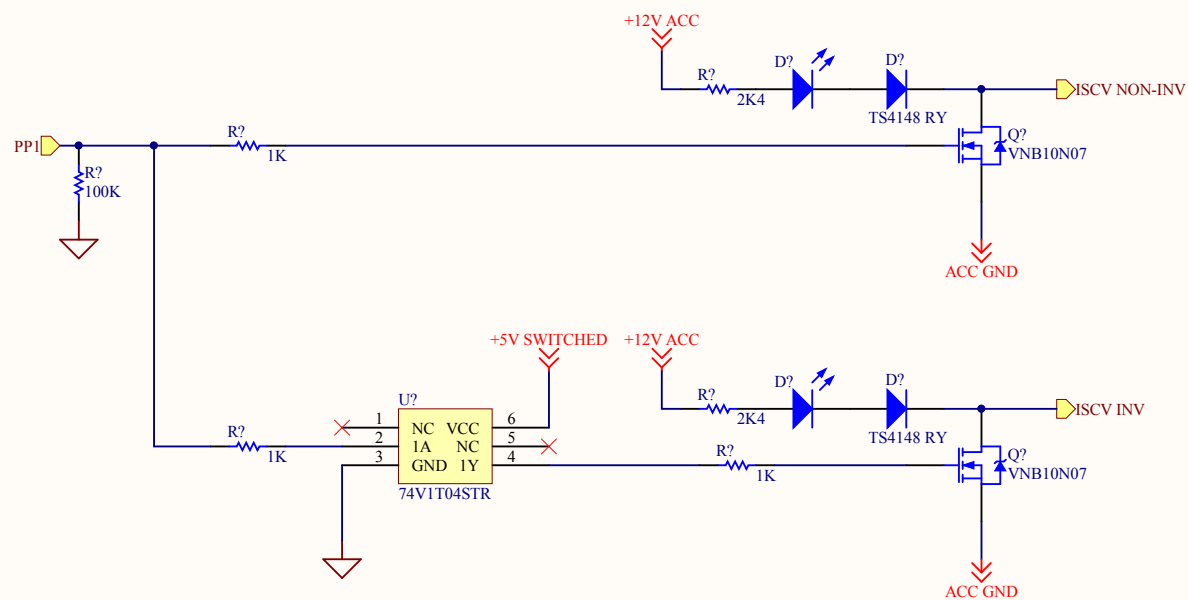 +12V ACC
R?
2K4
D?
D?
TS4148 RY
ISCV NON-INV
PP1
R?
1K
Q?
VNB10N07
R?
100K
ACC GND
+5V SWITCHED
+12V ACC
R?
2K4
D?
D?
TS4148 RY
ISCV INV
U?
1 NC VCC 6
2 1A NC 5
3 GND 1Y 4
74V1T04STR
R?
1K
R?
1K
Q?
VNB10N07
ACC GND